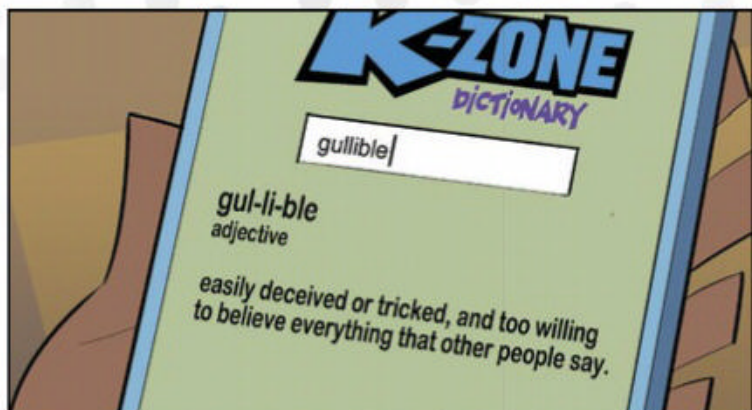 K-ZONE
DICTIONARY
gullible
gul-li-ble
adjective
easily deceived or tricked, and too willing
to believe everything that other people say.